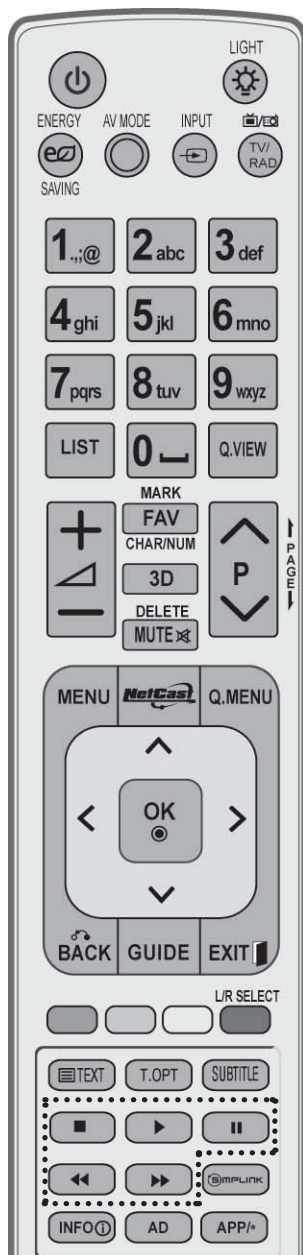 LIGHT
ENERGY AV MODE INPUT
TV/
RAD
SAVING
1.,;@ 2abc 3def
4ghi 5jkl 6mno
7pqrs 8tuv 9wxyz
LIST 0 Q.VIEW
MARK
FAV
CHAR/NUM
3D
P
PAGE
DELETE
MUTE
MENU NetCast Q.MENU
OK
BACK GUIDE EXIT
L/R SELECT
TEXT T.OPT SUBTITLE
SIMPLINK
INFO i AD APP/*